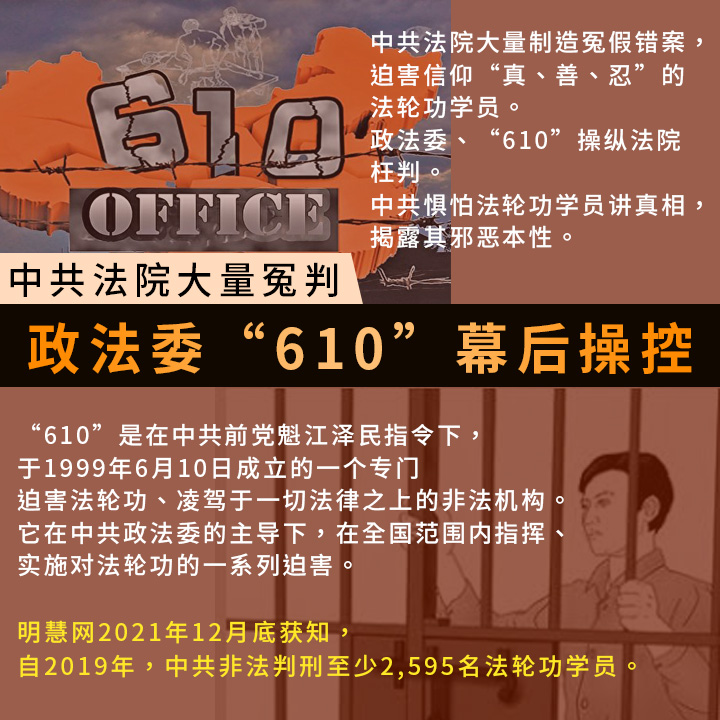 610
OFFICE
中共法院大量制造冤假错案，
迫害信仰“真、善、忍”的
法轮功学员。
政法委、“610”操纵法院
枉判。
中共惧怕法轮功学员讲真相，
揭露其邪恶本性。
中共法院大量冤判
政法委“610”幕后操控
“610”是在中共前党魁江泽民指令下，
于1999年6月10日成立的一个专门
迫害法轮功、凌驾于一切法律之上的非法机构。
它在中共政法委的主导下，在全国范围内指挥、
实施对法轮功的一系列迫害。
明慧网2021年12月底获知，
自2019年，中共非法判刑至少2,595名法轮功学员。